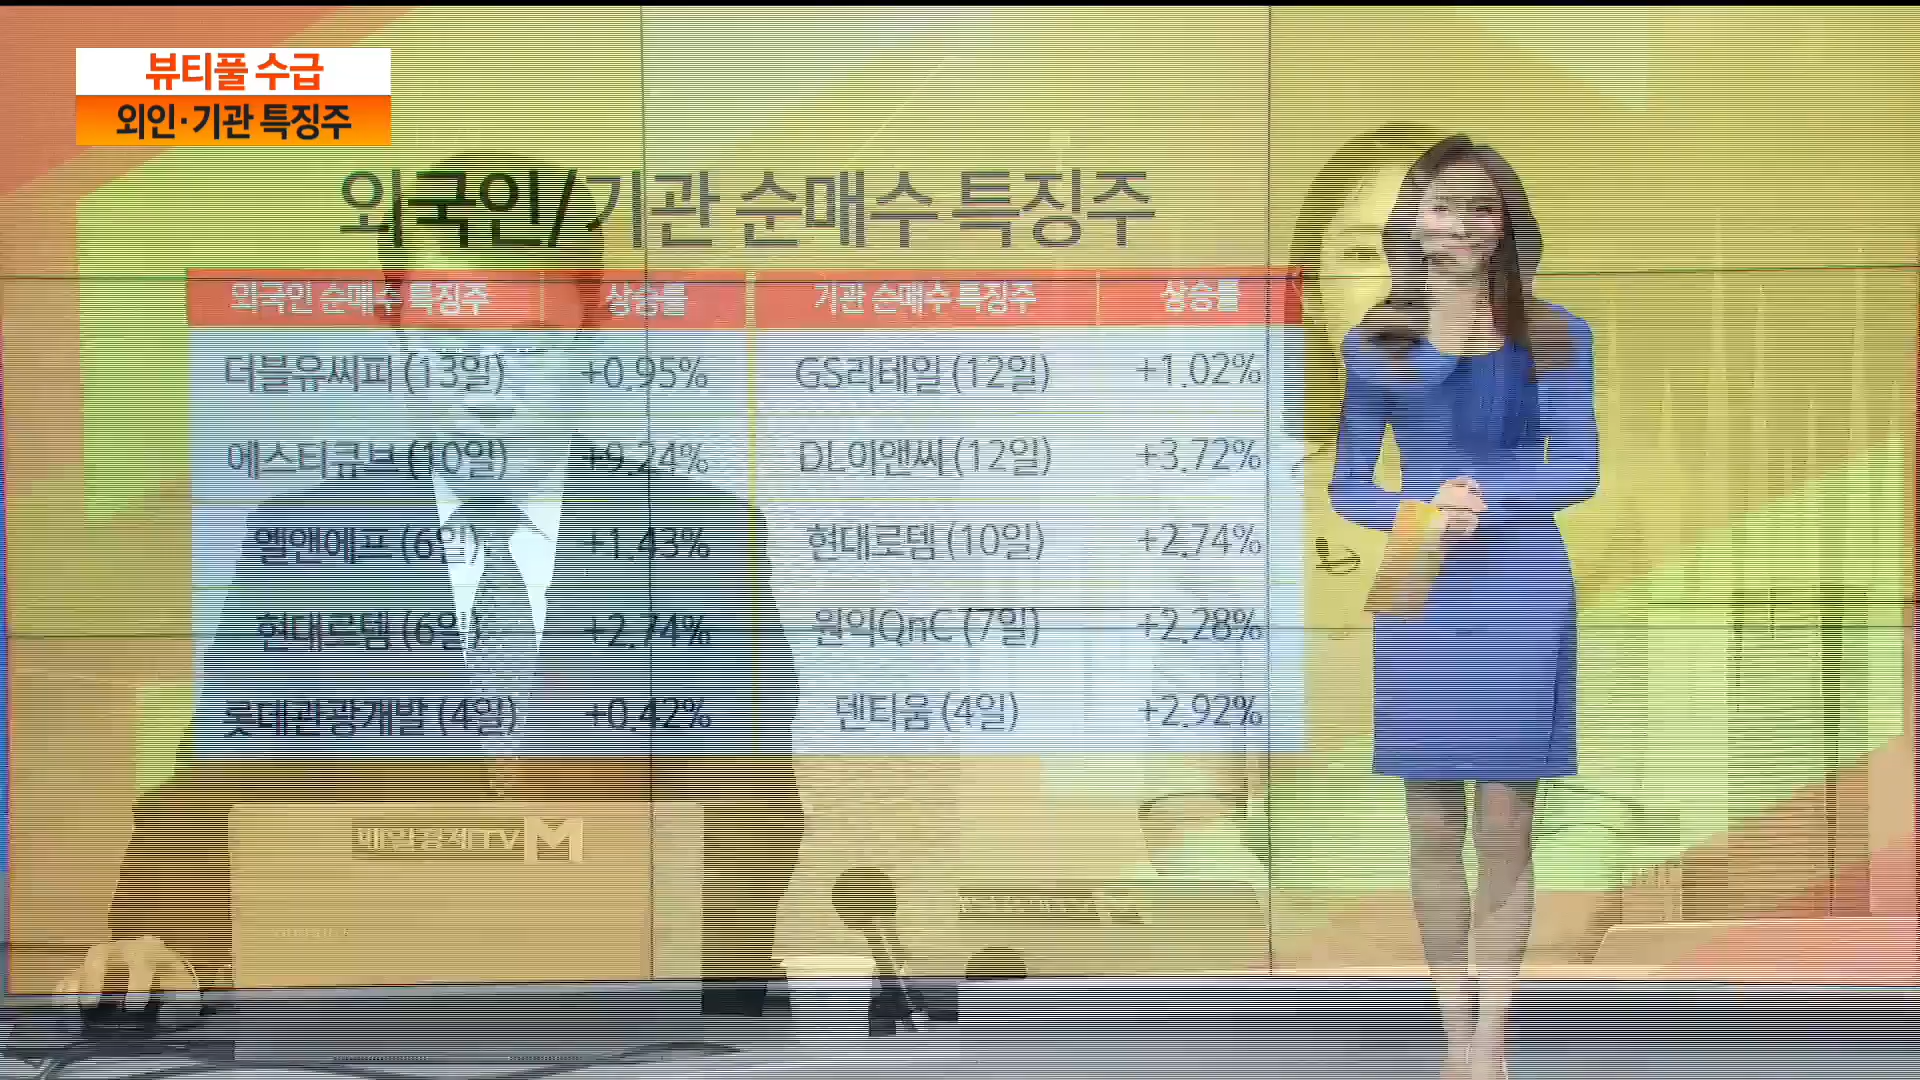 뷰티풀 수급
외인·기관 특징주
외국인/기관 순매수 특징주
외국인 순매수 특징주 상승률 기관 순매수 특징주 상승률
더블유씨피 (13일) +0.95% GS리테일 (12일) +1.02%
에스티큐브 (10일) +9.24% DL이앤씨 (12일) +3.72%
엘앤에프 (6일) +1.43% 현대로템 (10일) +2.74%
현대로템 (6일) +2.74% 원익QnC (7일) +2.28%
롯데관광개발 (4일) +0.42% 덴티움 (4일) +2.92%
매일경제TV M